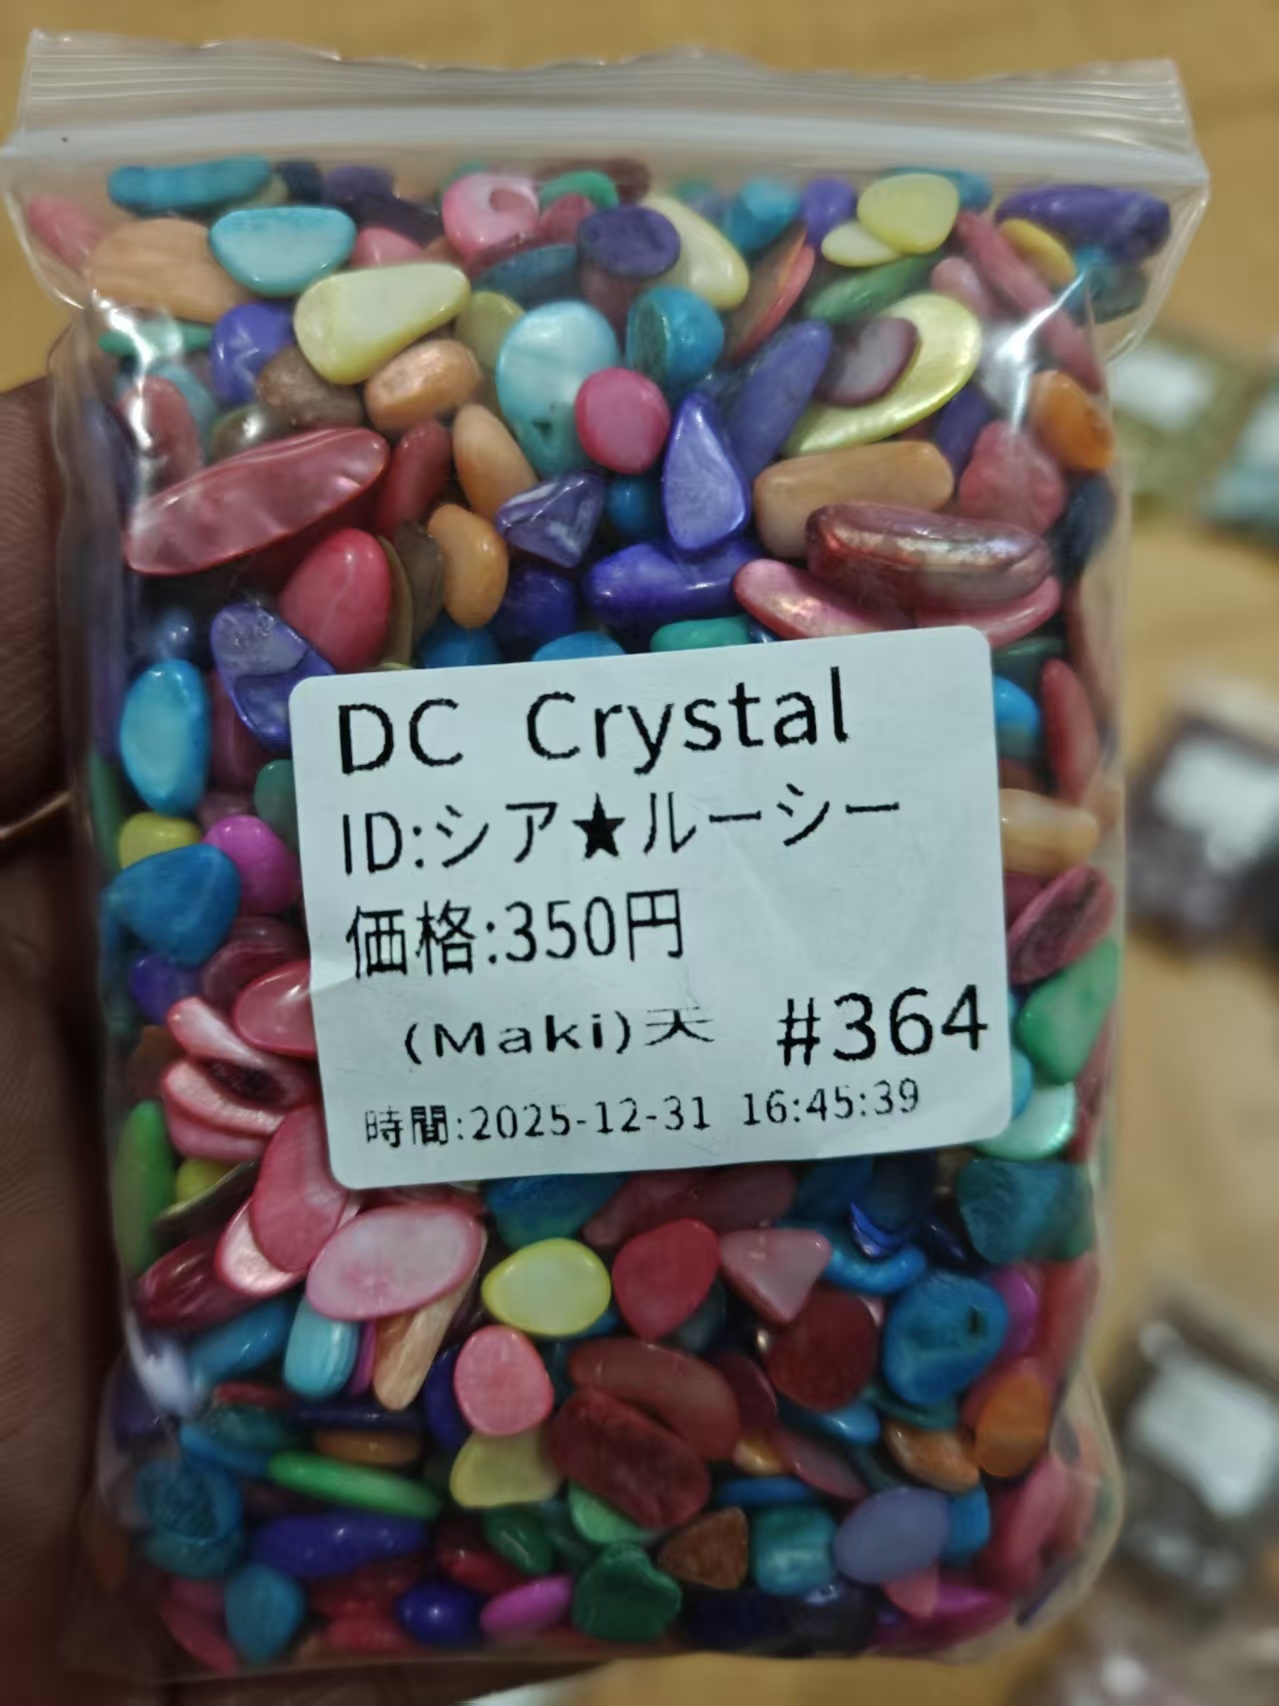 DC Crystal
ID:シア★ルーシー
価格:350円
(Maki)天 #364
時間:2025-12-31 16:45:39